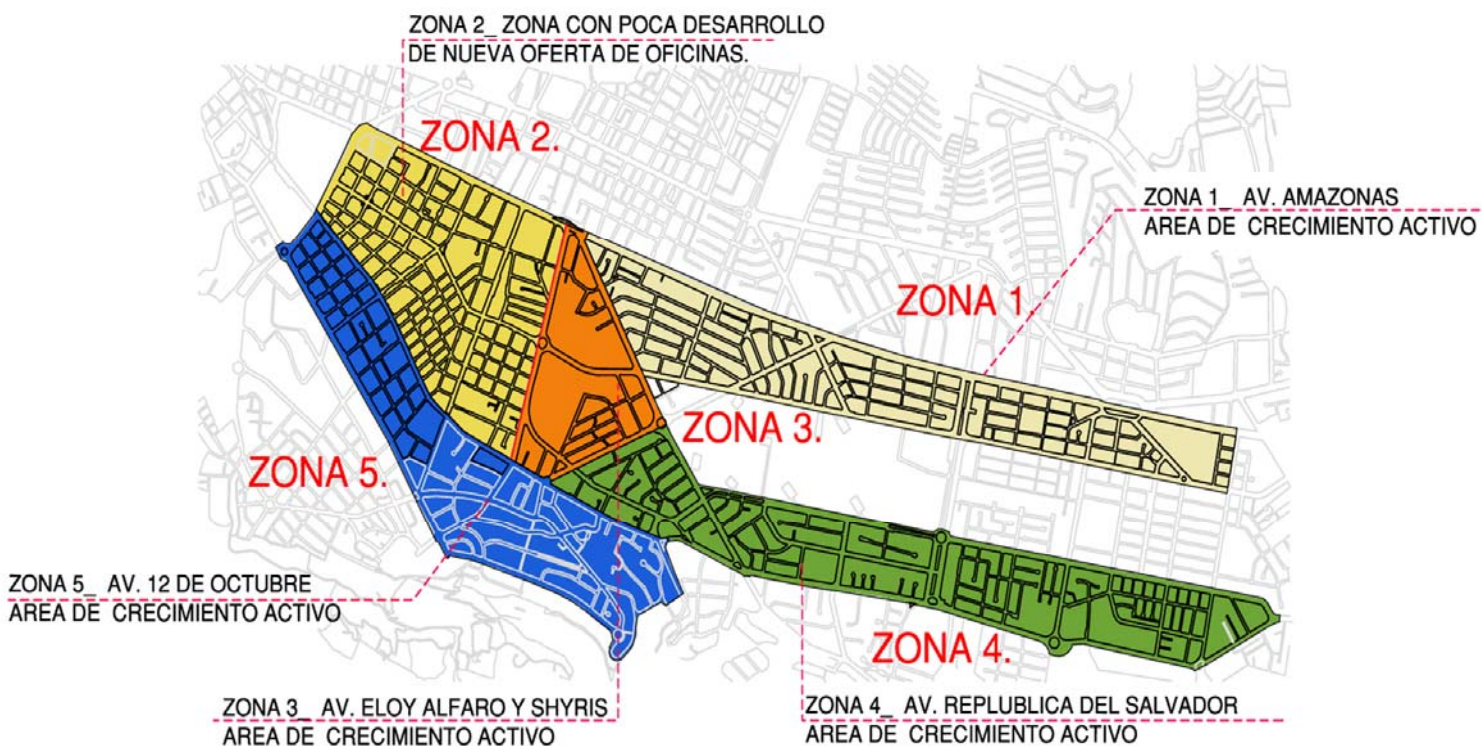 ZONA 2_ ZONA CON POCA DESARROLLO
DE NUEVA OFERTA DE OFICINAS.
ZONA 2.
ZONA 1_ AV. AMAZONAS
AREA DE CRECIMIENTO ACTIVO
ZONA 1.
ZONA 3.
ZONA 5.
ZONA 5_ AV. 12 DE OCTUBRE
AREA DE CRECIMIENTO ACTIVO
ZONA 4.
ZONA 3_ AV. ELOY ALFARO Y SHYRIS
AREA DE CRECIMIENTO ACTIVO
ZONA 4_ AV. REPLUBLICA DEL SALVADOR
AREA DE CRECIMIENTO ACTIVO